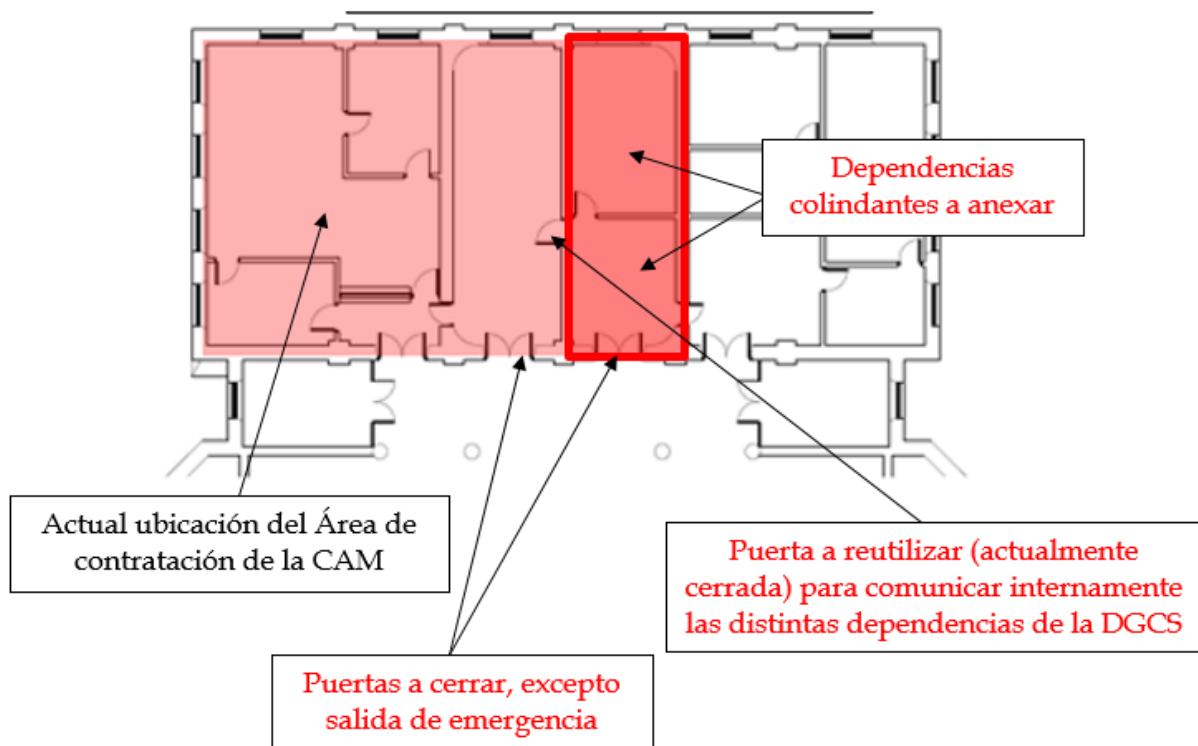 Dependencias
colindantes a anexar
Actual ubicación del Área de
contratación de la CAM
Puerta a reutilizar (actualmente
cerrada) para comunicar internamente
las distintas dependencias de la DGCS
Puertas a cerrar, excepto
salida de emergencia